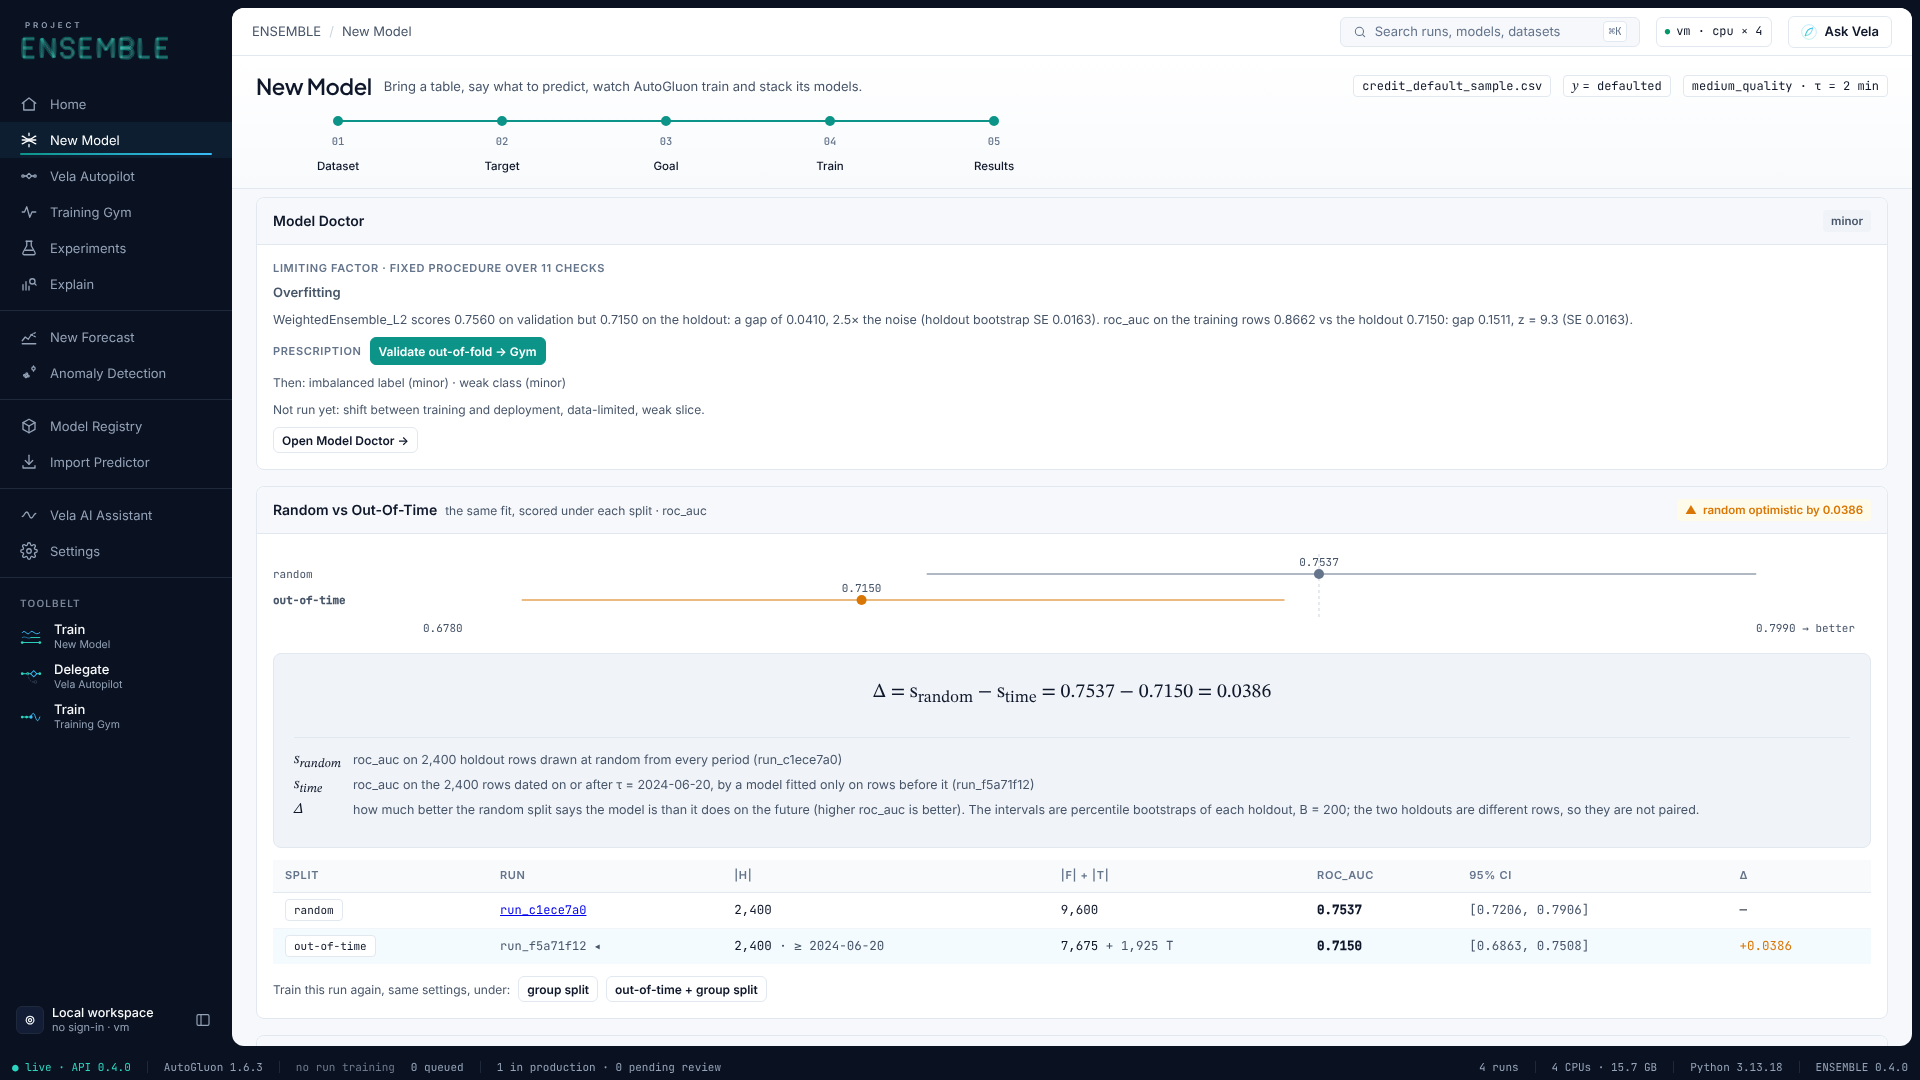 PROJECT
ENSEMBLE
Home
New Model
Vela Autopilot
Training Gym
Experiments
Explain
New Forecast
Anomaly Detection
Model Registry
Import Predictor
Vela AI Assistant
Settings
TOOLBELT
Train
New Model
Delegate
Vela Autopilot
Train
Training Gym
Local workspace
no sign-in · vm
ENSEMBLE / New Model
Search runs, models, datasets ⌘K
vm · cpu × 4
Ask Vela
New Model Bring a table, say what to predict, watch AutoGluon train and stack its models.
credit_default_sample.csv
y = defaulted
medium_quality · τ = 2 min
01 02 03 04 05
Dataset Target Goal Train Results
Model Doctor minor
LIMITING FACTOR · FIXED PROCEDURE OVER 11 CHECKS
Overfitting
WeightedEnsemble_L2 scores 0.7560 on validation but 0.7150 on the holdout: a gap of 0.0410, 2.5× the noise (holdout bootstrap SE 0.0163). roc_auc on the training rows 0.8662 vs the holdout 0.7150: gap 0.1511, z = 9.3 (SE 0.0163).
PRESCRIPTION Validate out-of-fold → Gym
Then: imbalanced label (minor) · weak class (minor)
Not run yet: shift between training and deployment, data-limited, weak slice.
Open Model Doctor →
Random vs Out-Of-Time the same fit, scored under each split · roc_auc ▲ random optimistic by 0.0386
0.7537
random
0.7150
out-of-time
0.6780 0.7990 → better
Δ = s_random − s_time = 0.7537 − 0.7150 = 0.0386
s_random roc_auc on 2,400 holdout rows drawn at random from every period (run_c1ece7a0)
s_time roc_auc on the 2,400 rows dated on or after τ = 2024-06-20, by a model fitted only on rows before it (run_f5a71f12)
Δ how much better the random split says the model is than it does on the future (higher roc_auc is better). The intervals are percentile bootstraps of each holdout, B = 200; the two holdouts are different rows, so they are not paired.
SPLIT RUN |H| |F| + |T| ROC_AUC 95% CI Δ
random run_c1ece7a0 2,400 9,600 0.7537 [0.7206, 0.7906] —
out-of-time run_f5a71f12 ◂ 2,400 · ≥ 2024-06-20 7,675 + 1,925 T 0.7150 [0.6863, 0.7508] +0.0386
Train this run again, same settings, under: group split out-of-time + group split
live · API 0.4.0 AutoGluon 1.6.3 no run training 0 queued 1 in production · 0 pending review 4 runs 4 CPUs · 15.7 GB Python 3.13.18 ENSEMBLE 0.4.0